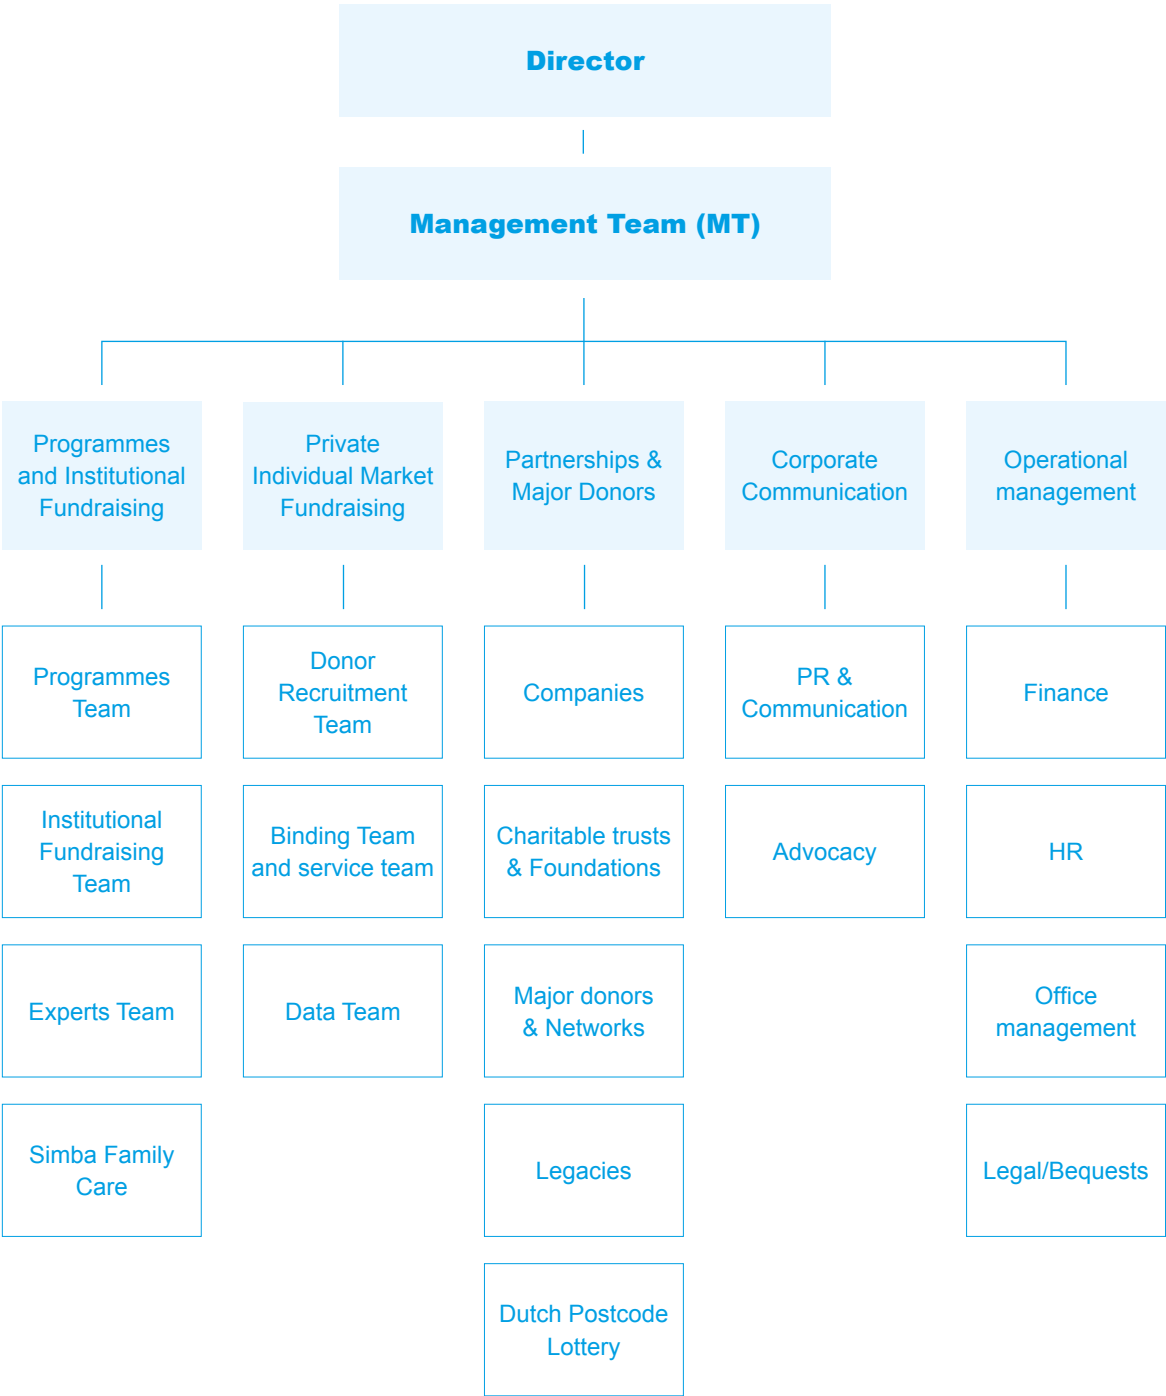 Director
Management Team (MT)
Programmes
and Institutional
Fundraising
Private
Individual Market
Fundraising
Partnerships &
Major Donors
Corporate
Communication
Operational
management
Programmes
Team
Donor
Recruitment
Team
Companies
PR &
Communication
Finance
Institutional
Fundraising
Team
Binding Team
and service team
Charitable trusts
& Foundations
Advocacy
HR
Experts Team
Data Team
Major donors
& Networks
Office
management
Simba Family
Care
Legacies
Legal/Bequests
Dutch Postcode
Lottery